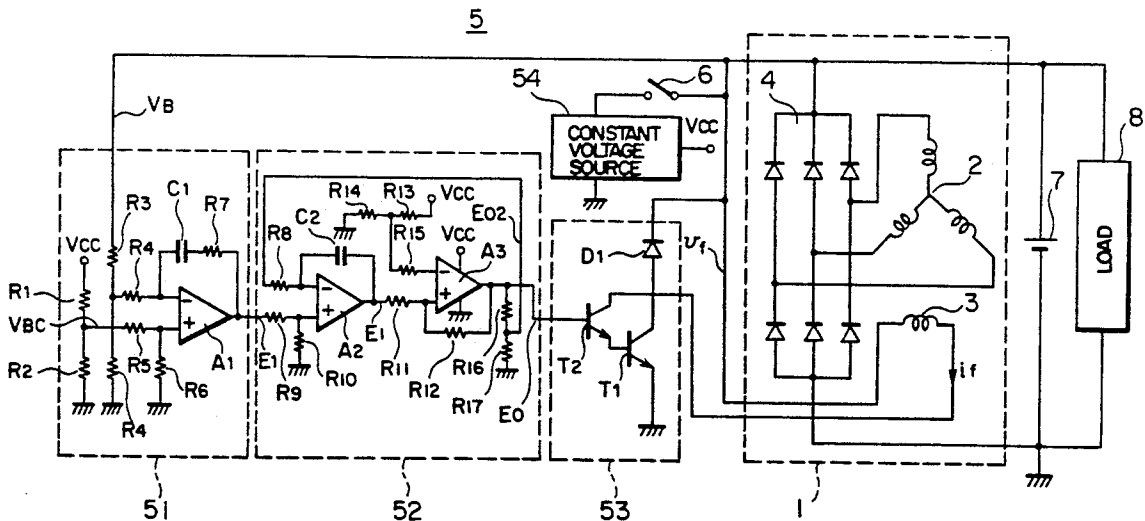 5
6
54
CONSTANT
VOLTAGE
SOURCE
VCC
VB
4
2
7
8
LOAD
3
if
υf
R3
C1
R7
VCC
R4
R1
VBC
R5
R2
R4
R6
A1
E1
R14
R13
VCC
E02
C2
R15
VCC
A3
R8
R9
R10
A2
E1
R11
R12
R16
R17
E0
D1
T2
T1
51
52
53
1